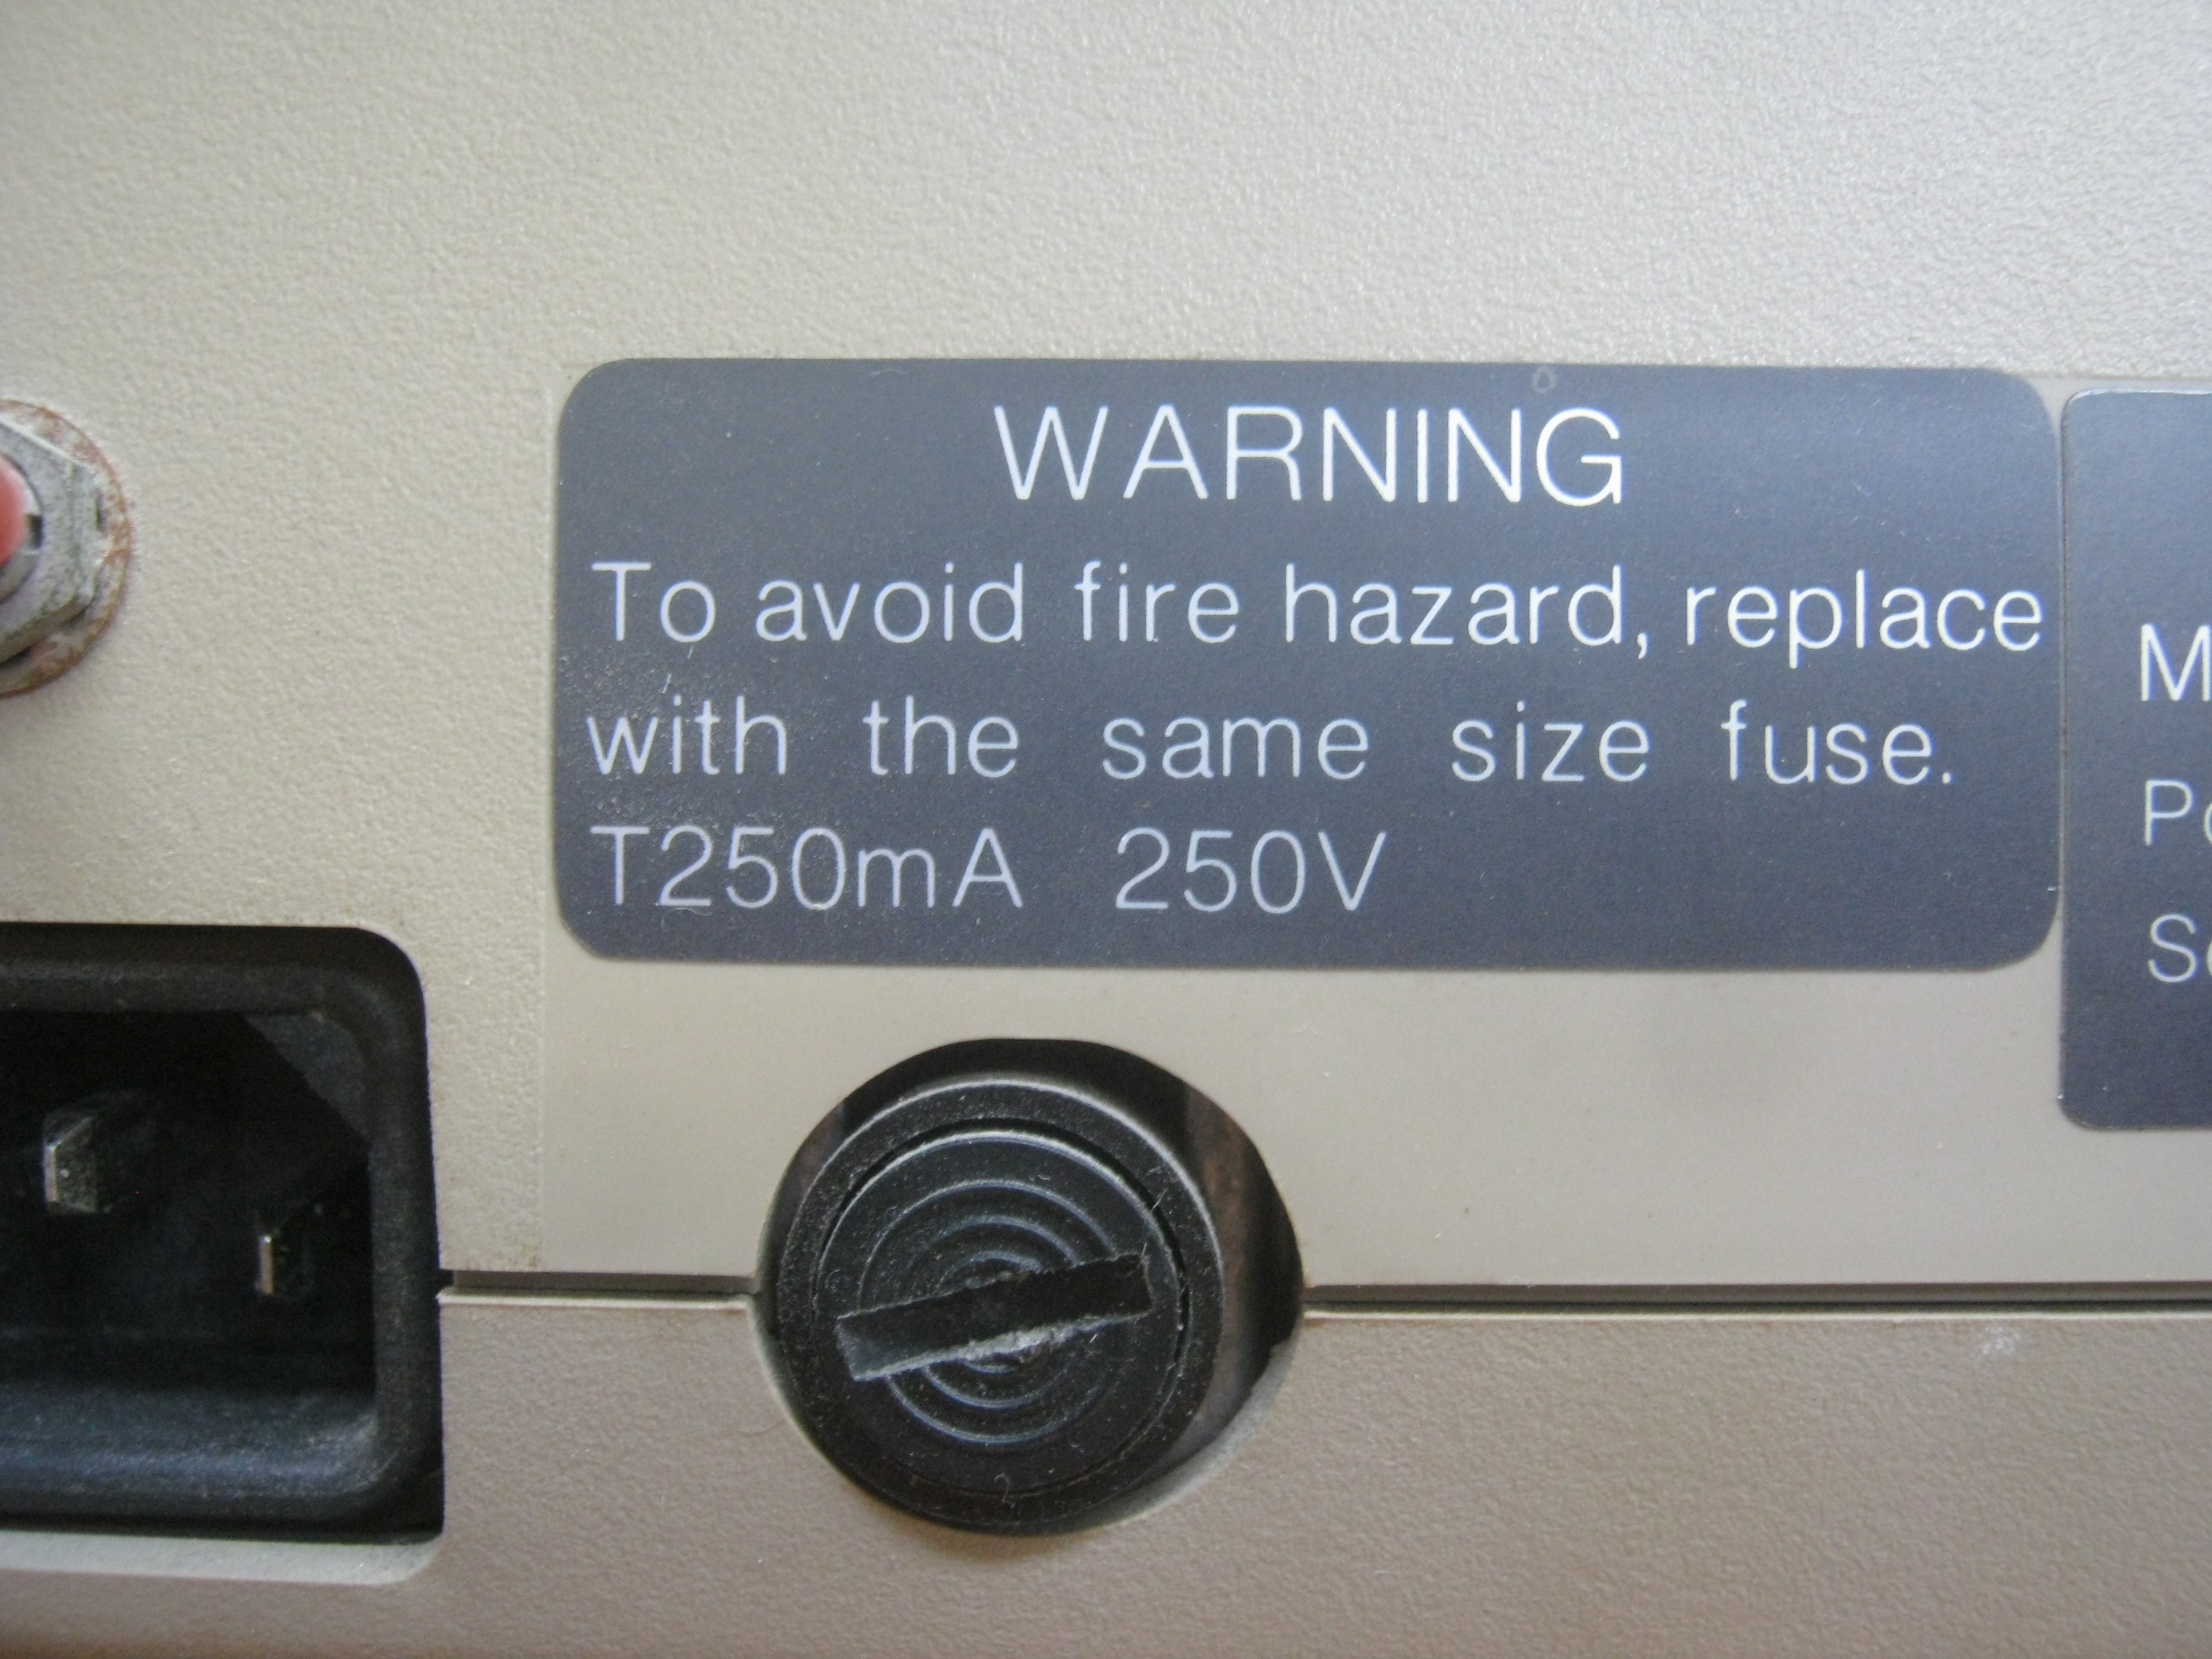 WARNING
To avoid fire hazard, replace
with the same size fuse.
T250mA 250V